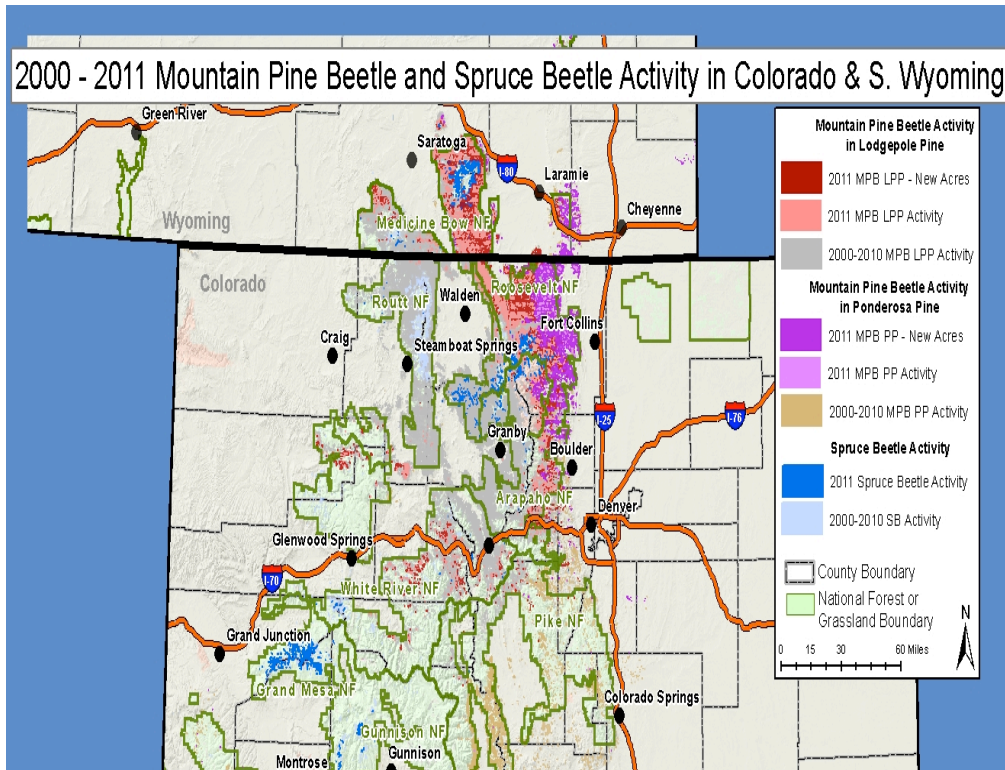 2000 - 2011 Mountain Pine Beetle and Spruce Beetle Activity in Colorado & S. Wyoming
Green River
Saratoga
I-80
Laramie
Wyoming
Medicine Bow NF
Cheyenne
Colorado
Routt NF
Walden
Roosevelt NF
Craig
Steamboat Springs
Fort Collins
I-25
I-76
Granby
Boulder
Arapaho NF
Denver
Glenwood Springs
I-70
White River NF
Pike NF
Grand Junction
Grand Mesa NF
Colorado Springs
Gunnison NF
Montrose
Gunnison
Mountain Pine Beetle Activity
in Lodgepole Pine
2011 MPB LPP - New Acres
2011 MPB LPP Activity
2000-2010 MPB LPP Activity
Mountain Pine Beetle Activity
in Ponderosa Pine
2011 MPB PP - New Acres
2011 MPB PP Activity
2000-2010 MPB PP Activity
Spruce Beetle Activity
2011 Spruce Beetle Activity
2000-2010 SB Activity
County Boundary
National Forest or
Grassland Boundary
N
0 15 30 60 Miles